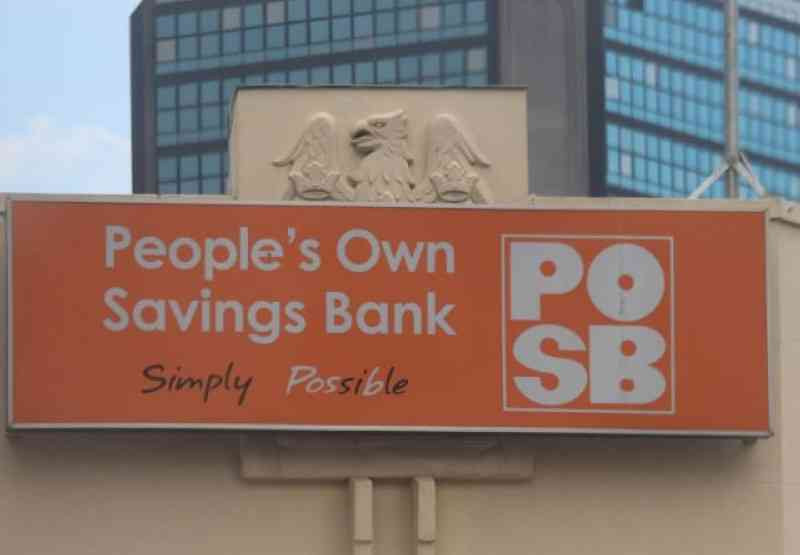 People's Own
Savings Bank
Simply Possible
PO
SB